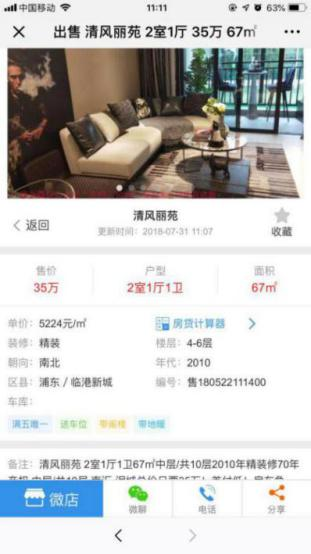 中国移动
11:11
63%
出售 清风丽苑 2室1厅 35万 67㎡
返回
清风丽苑
更新时间：2018-07-31 11:07
收藏
售价
户型
面积
35万
2室1厅1卫
67㎡
单价：5224元/㎡
房贷计算器
装修：精装
楼层：4-6层
朝向：南北
年代：2010
区县：浦东 / 临港新城
编号：售180522111400
车库：
满五唯一
送车位
带阁楼
带地暖
备注：清风丽苑 2室1厅1卫67㎡中层/共10层2010年精装修70年
微店
微聊
电话
分享